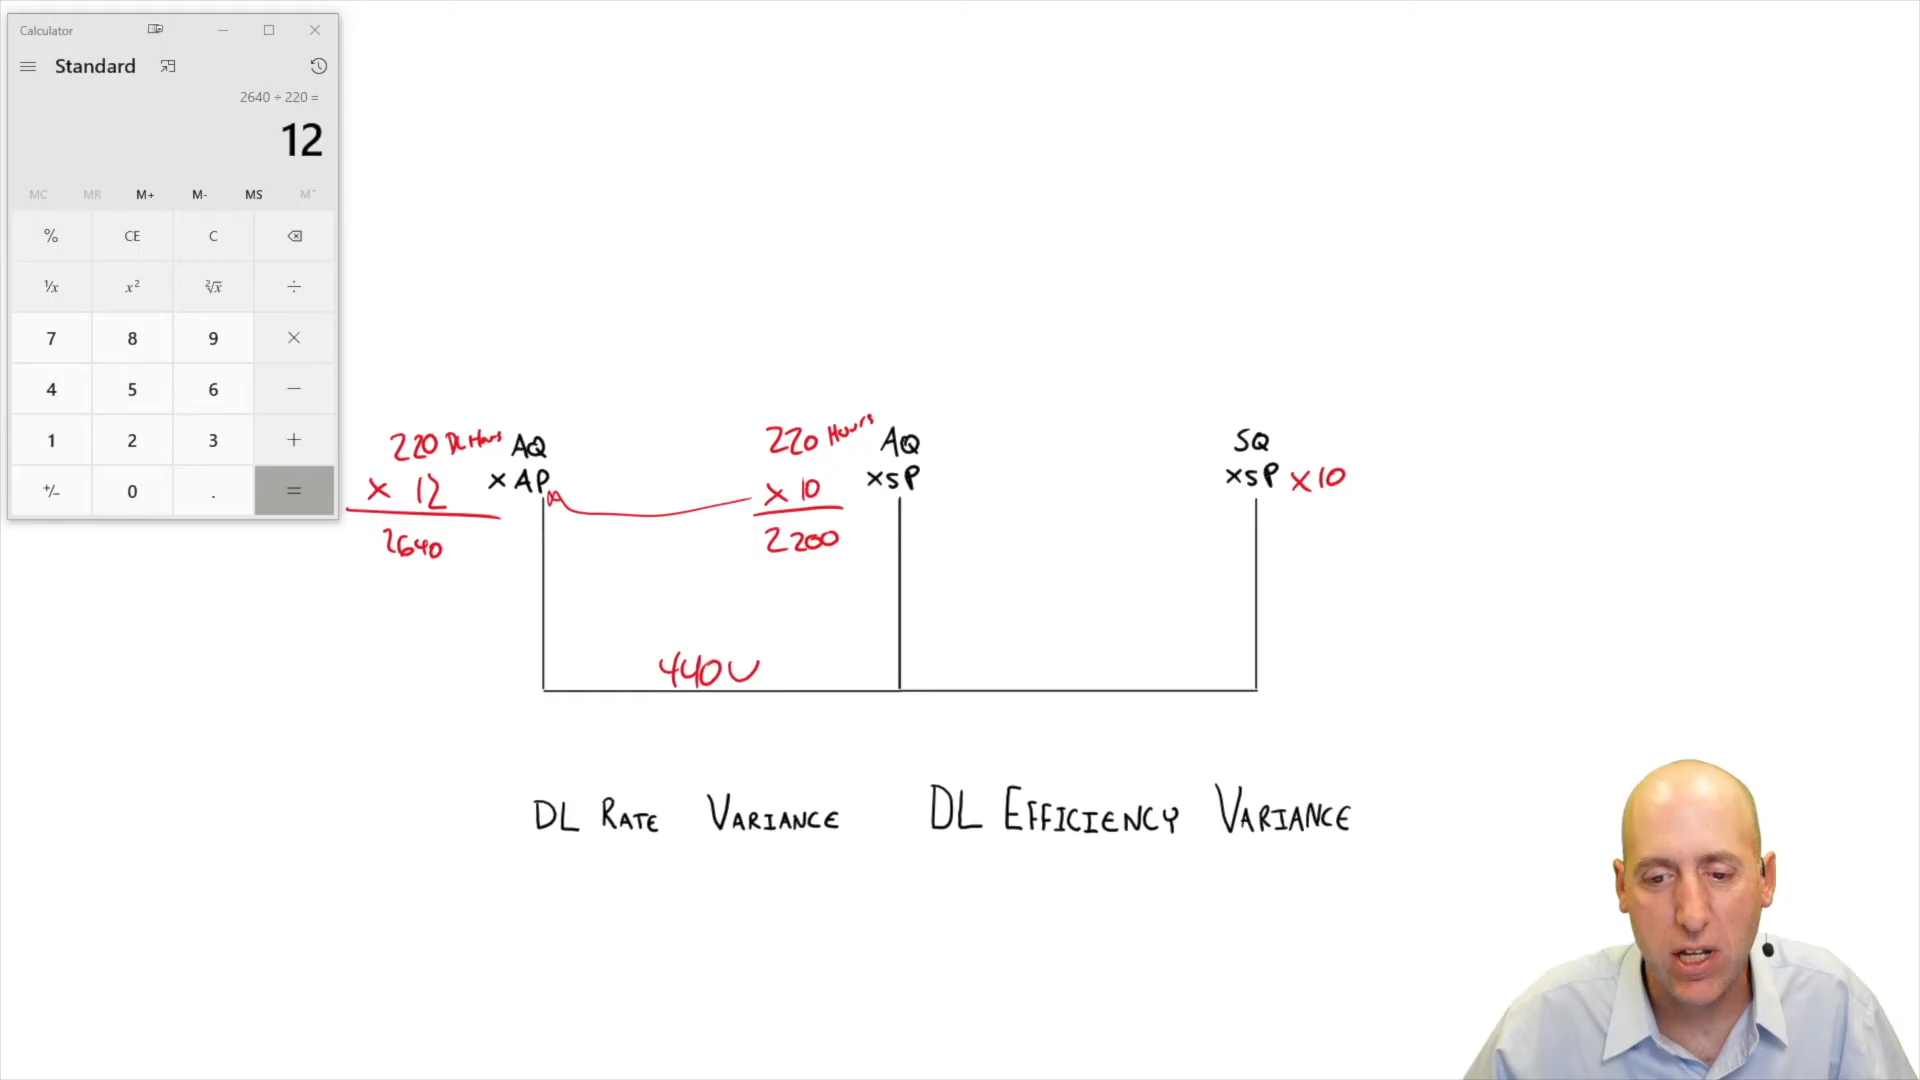 Calculator
Standard
2640 ÷ 220 =
12
MC MR M+ M- MS M˅
% CE C
¹/x x² ²√x ÷
7 8 9 ×
4 5 6 −
1 2 3 +
+/− 0 . =
220 DL Hours AQ
× 12 × AP
2640
220 Hours AQ
× 10 ×SP
2200
SQ
×SP ×10
440U
DL RATE VARIANCE
DL EFFICIENCY VARIANCE